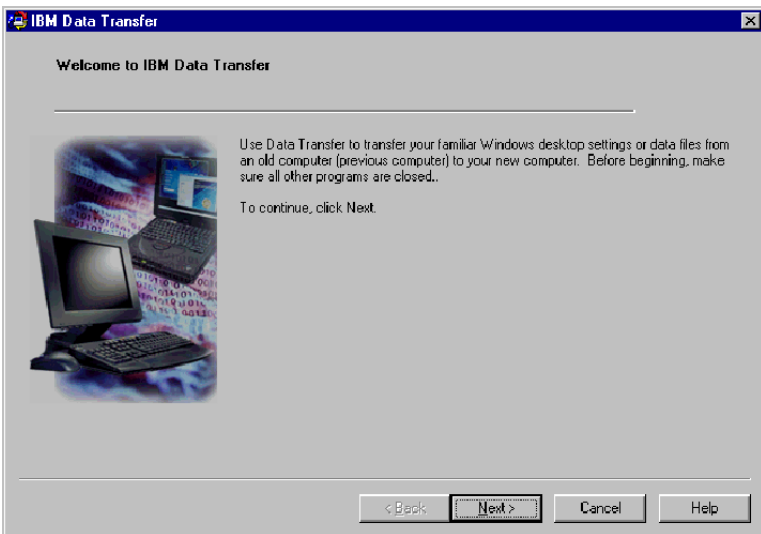 IBM Data Transfer
Welcome to IBM Data Transfer
Use Data Transfer to transfer your familiar Windows desktop settings or data files from
an old computer (previous computer) to your new computer.  Before beginning, make
sure all other programs are closed..
To continue, click Next.
< Back
Next >
Cancel
Help